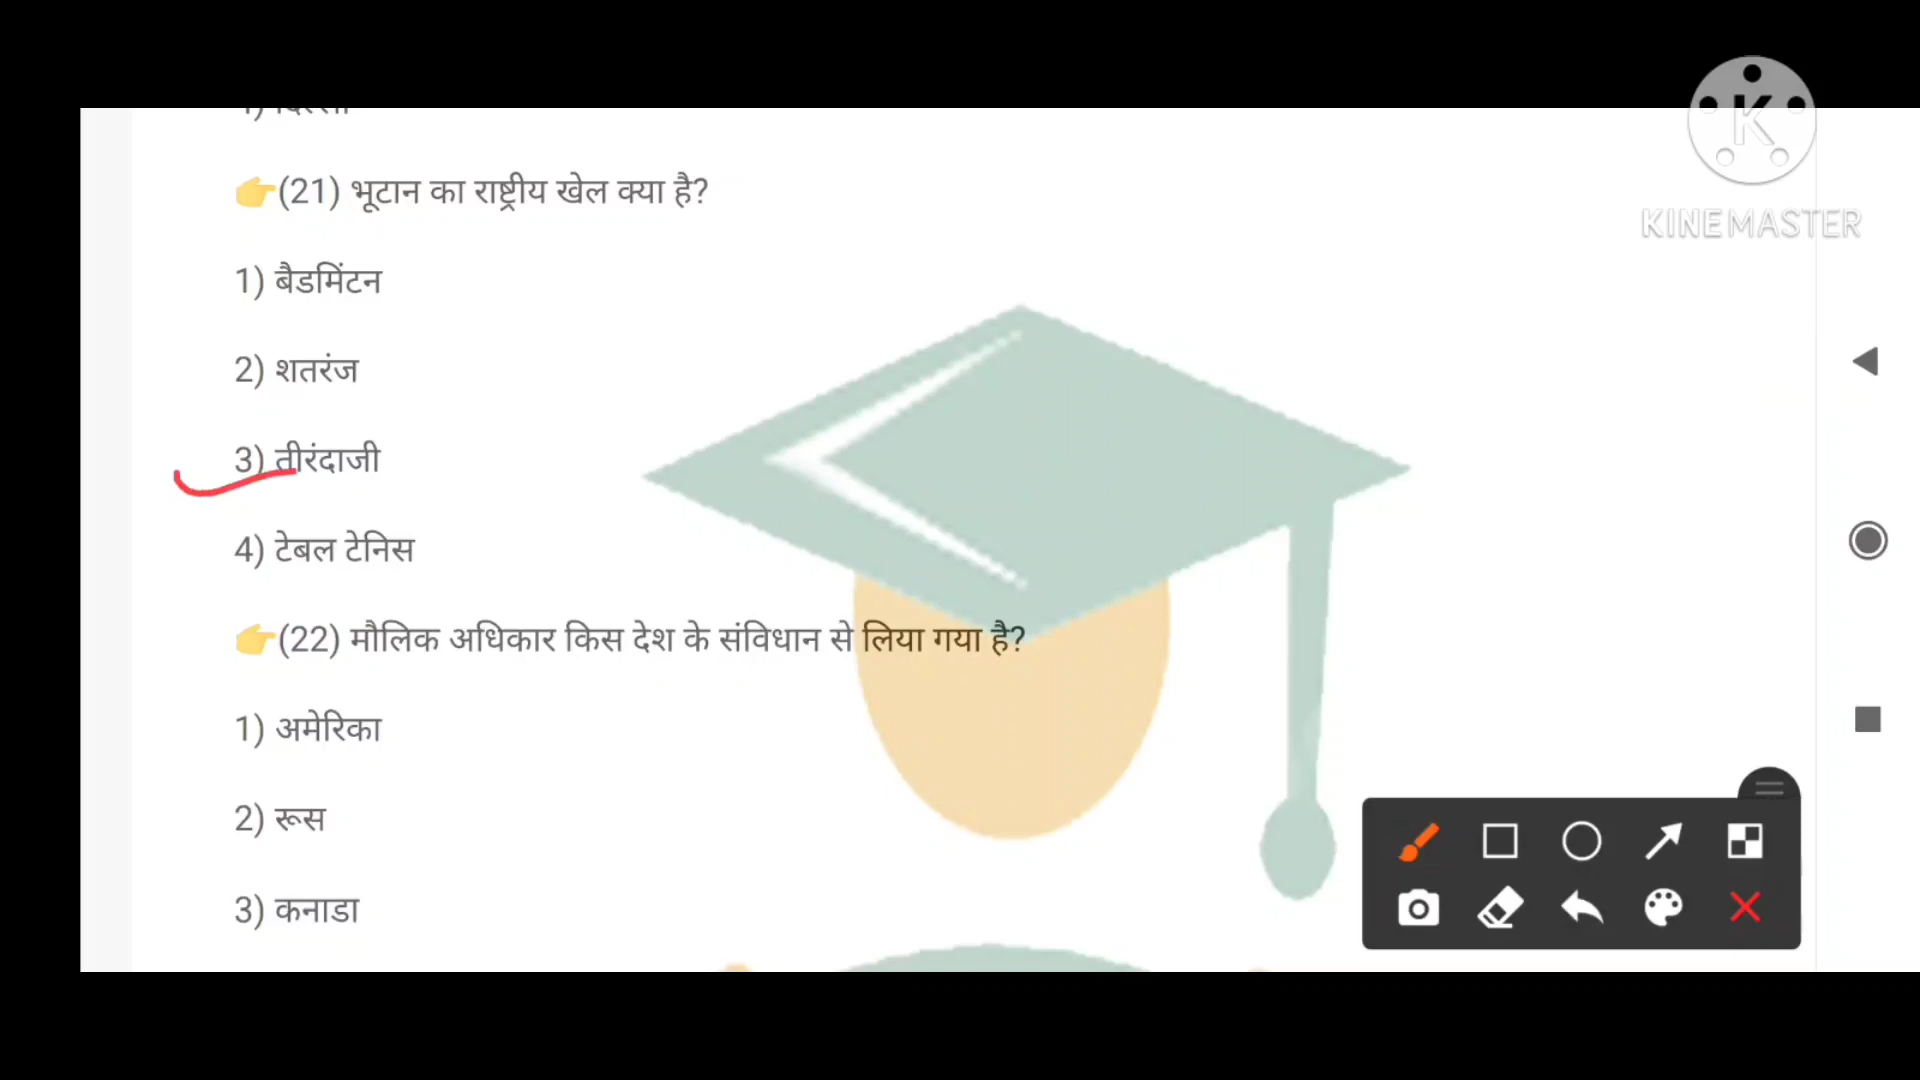 👉(21) भूटान का राष्ट्रीय खेल क्या है?
1) बैडमिंटन
2) शतरंज
3) तीरंदाजी
4) टेबल टेनिस
👉(22) मौलिक अधिकार किस देश के संविधान से लिया गया है?
1) अमेरिका
2) रूस
3) कनाडा
K
KINEMASTER